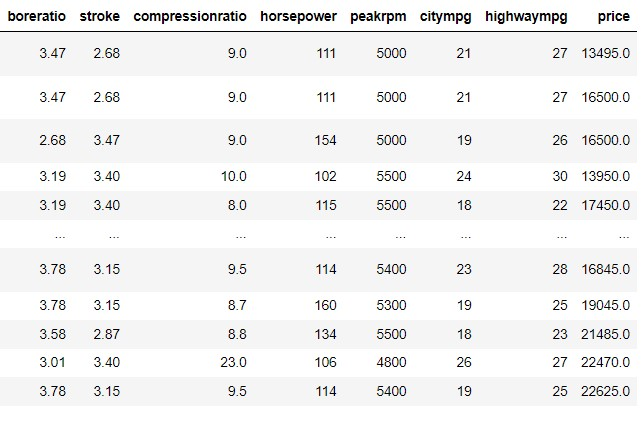 boreratio stroke compressionratio horsepower peakrpm citympg highwaympg price
3.47 2.68 9.0 111 5000 21 27 13495.0
3.47 2.68 9.0 111 5000 21 27 16500.0
2.68 3.47 9.0 154 5000 19 26 16500.0
3.19 3.40 10.0 102 5500 24 30 13950.0
3.19 3.40 8.0 115 5500 18 22 17450.0
... ... ... ... ... ... ... ...
3.78 3.15 9.5 114 5400 23 28 16845.0
3.78 3.15 8.7 160 5300 19 25 19045.0
3.58 2.87 8.8 134 5500 18 23 21485.0
3.01 3.40 23.0 106 4800 26 27 22470.0
3.78 3.15 9.5 114 5400 19 25 22625.0